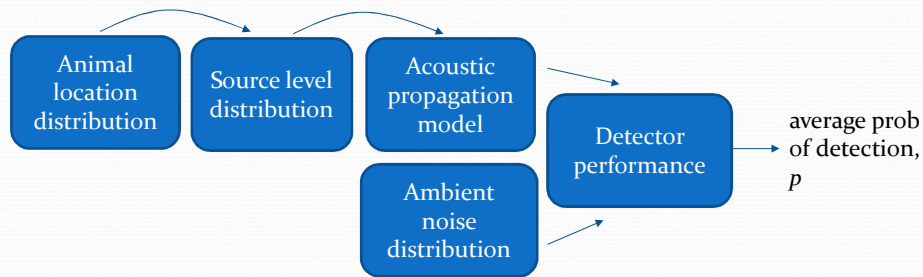 Animal
location
distribution
Source level
distribution
Acoustic
propagation
model
Ambient
noise
distribution
Detector
performance
average prob
of detection,
p